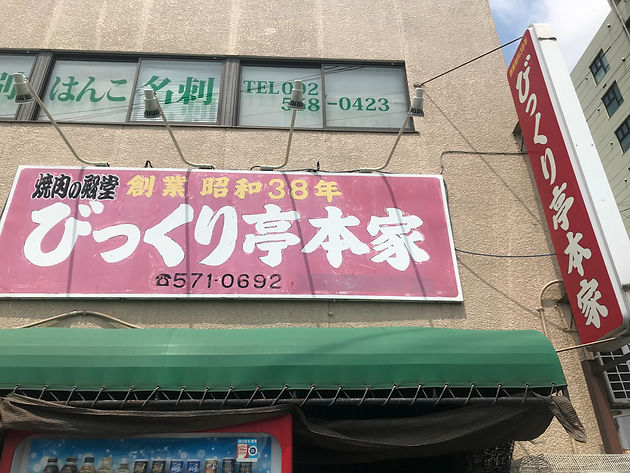 はんこ 名刺
TEL 092
588-0423
焼肉の殿堂 創業 昭和38年
びっくり亭本家
☎571-0692
びっくり亭本家